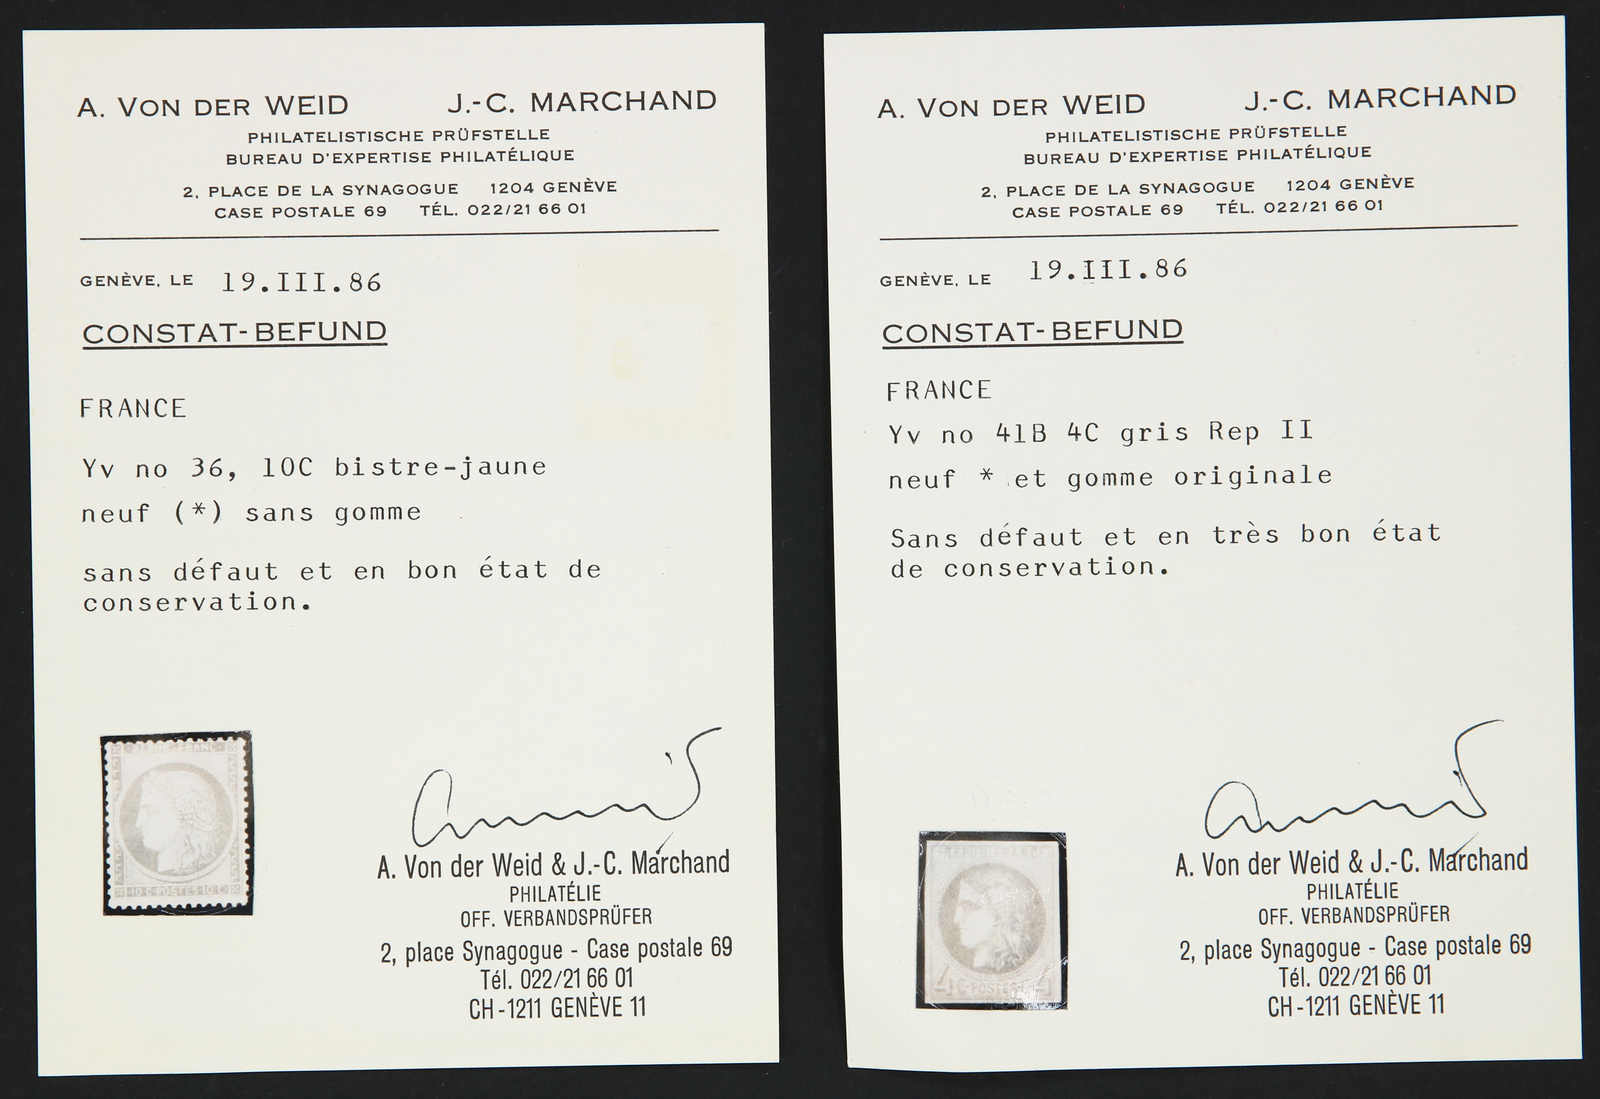 A. VON DER WEID J.-C. MARCHAND
PHILATELISTISCHE PRÜFSTELLE
BUREAU D'EXPERTISE PHILATÉLIQUE
2, PLACE DE LA SYNAGOGUE 1204 GENÈVE
CASE POSTALE 69 TÉL. 022/21 66 01
GENÈVE, LE 19.III.86
CONSTAT-BEFUND
FRANCE
Yv no 36, 10C bistre-jaune
neuf (*) sans gomme
sans défaut et en bon état de
conservation.
10 C·POSTES·10 C
A. Von der Weid & J.-C. Marchand
PHILATÉLIE
OFF. VERBANDSPRÜFER
2, place Synagogue - Case postale 69
Tél. 022/21 66 01
CH-1211 GENÈVE 11
A. VON DER WEID J.-C. MARCHAND
PHILATELISTISCHE PRÜFSTELLE
BUREAU D'EXPERTISE PHILATÉLIQUE
2, PLACE DE LA SYNAGOGUE 1204 GENÈVE
CASE POSTALE 69 TÉL. 022/21 66 01
GENÈVE, LE 19.III.86
CONSTAT-BEFUND
FRANCE
Yv no 41B 4C gris Rep II
neuf * et gomme originale
Sans défaut et en très bon état
de conservation.
A. Von der Weid & J.-C. Marchand
PHILATÉLIE
OFF. VERBANDSPRÜFER
2, place Synagogue - Case postale 69
Tél. 022/21 66 01
CH-1211 GENÈVE 11